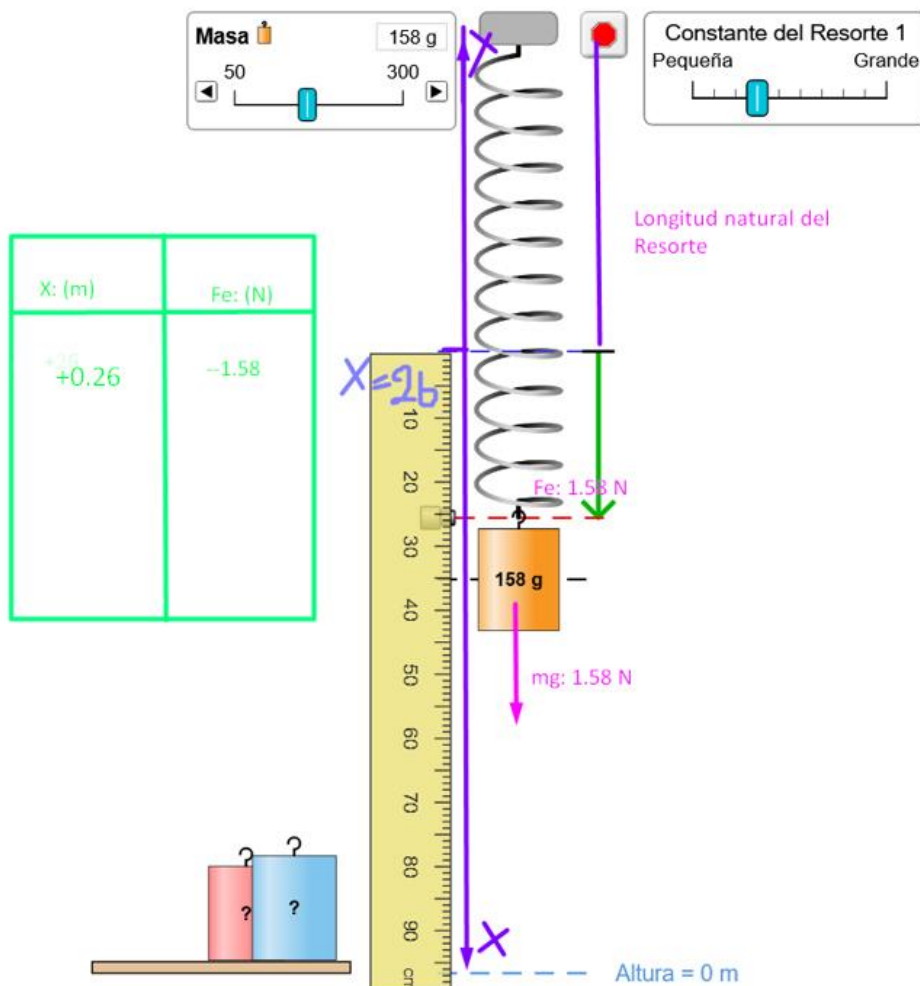 Masa
158 g
50
300
Constante del Resorte 1
Pequeña
Grande
X
Longitud natural del
Resorte
X: (m)
Fe: (N)
+26
+0.26
--1.58
X=26
10
20
30
40
50
60
70
80
90
cm
Fe: 1.58 N
158 g
mg: 1.58 N
?
?
X
Altura = 0 m